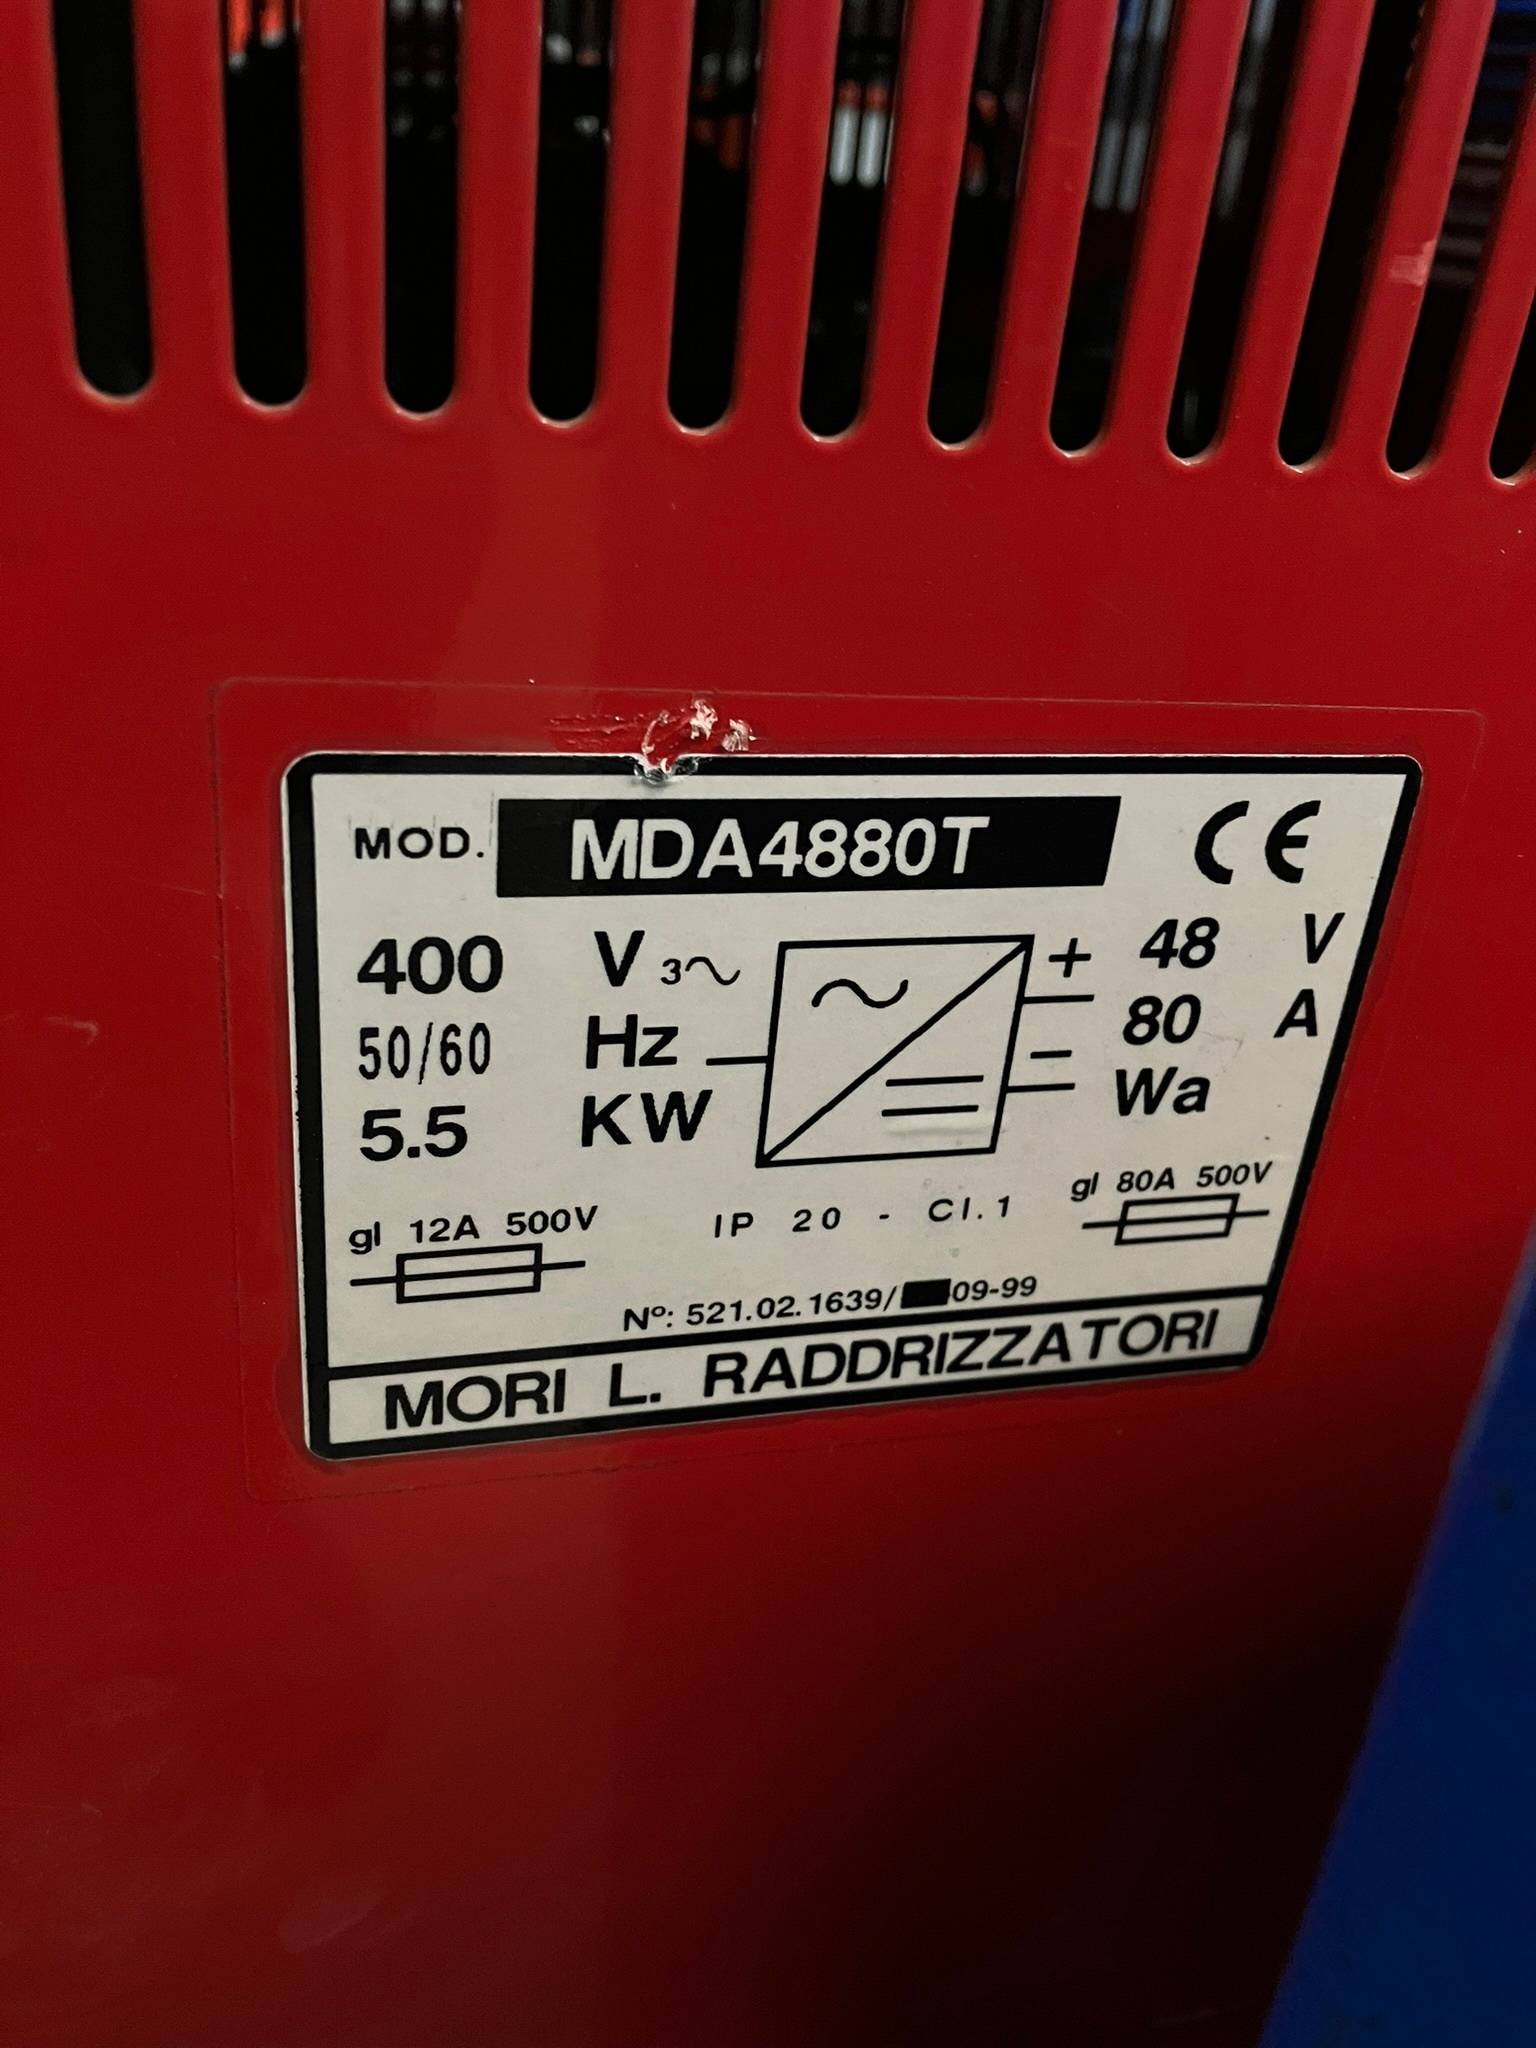 MOD. MDA4880T CE
400 V 3~ + 48 V
50/60 Hz 80 A
5.5 KW - Wa
gl 12A 500V IP 20 - Cl.1 gl 80A 500V
Nº: 521.02.1639/ 09-99
MORI L. RADDRIZZATORI